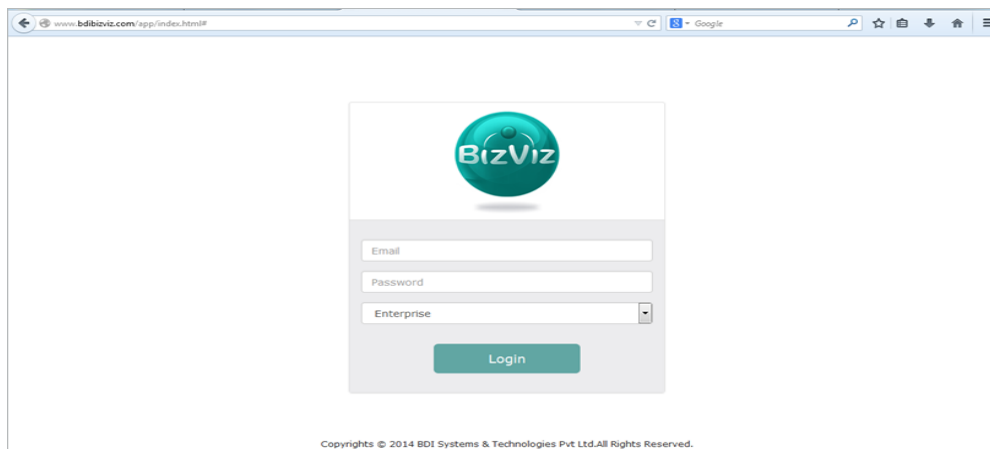 www.bdibizviz.com/app/index.html#
8 - Google
BizViz
Email
Password
Enterprise
Login
Copyrights © 2014 BDI Systems & Technologies Pvt Ltd.All Rights Reserved.